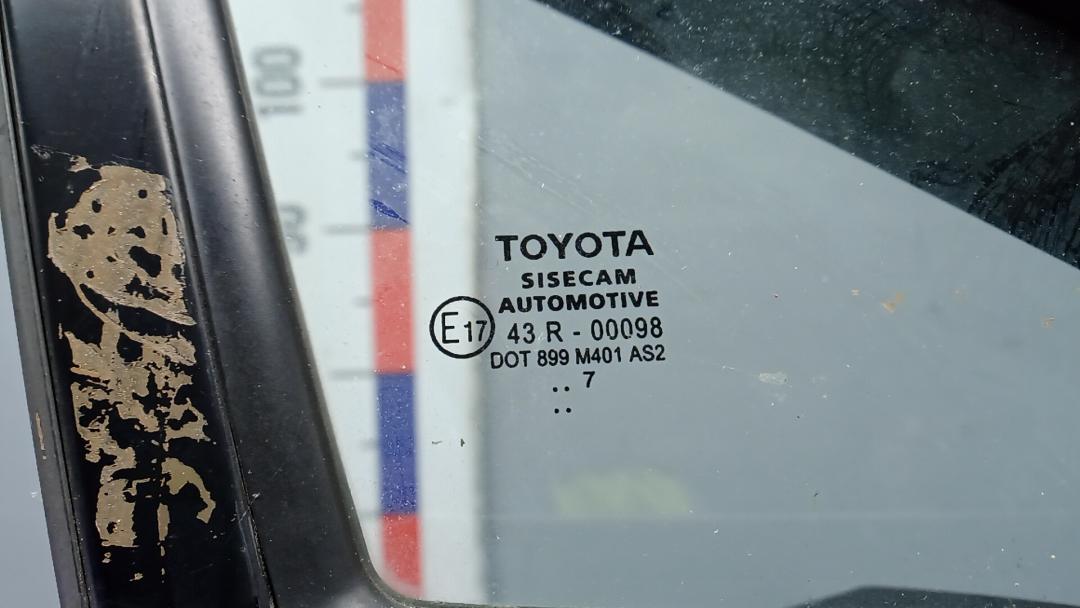 100
TOYOTA
SISECAM
AUTOMOTIVE
E17 43 R - 00098
DOT 899 M401 AS2
.. 7
..